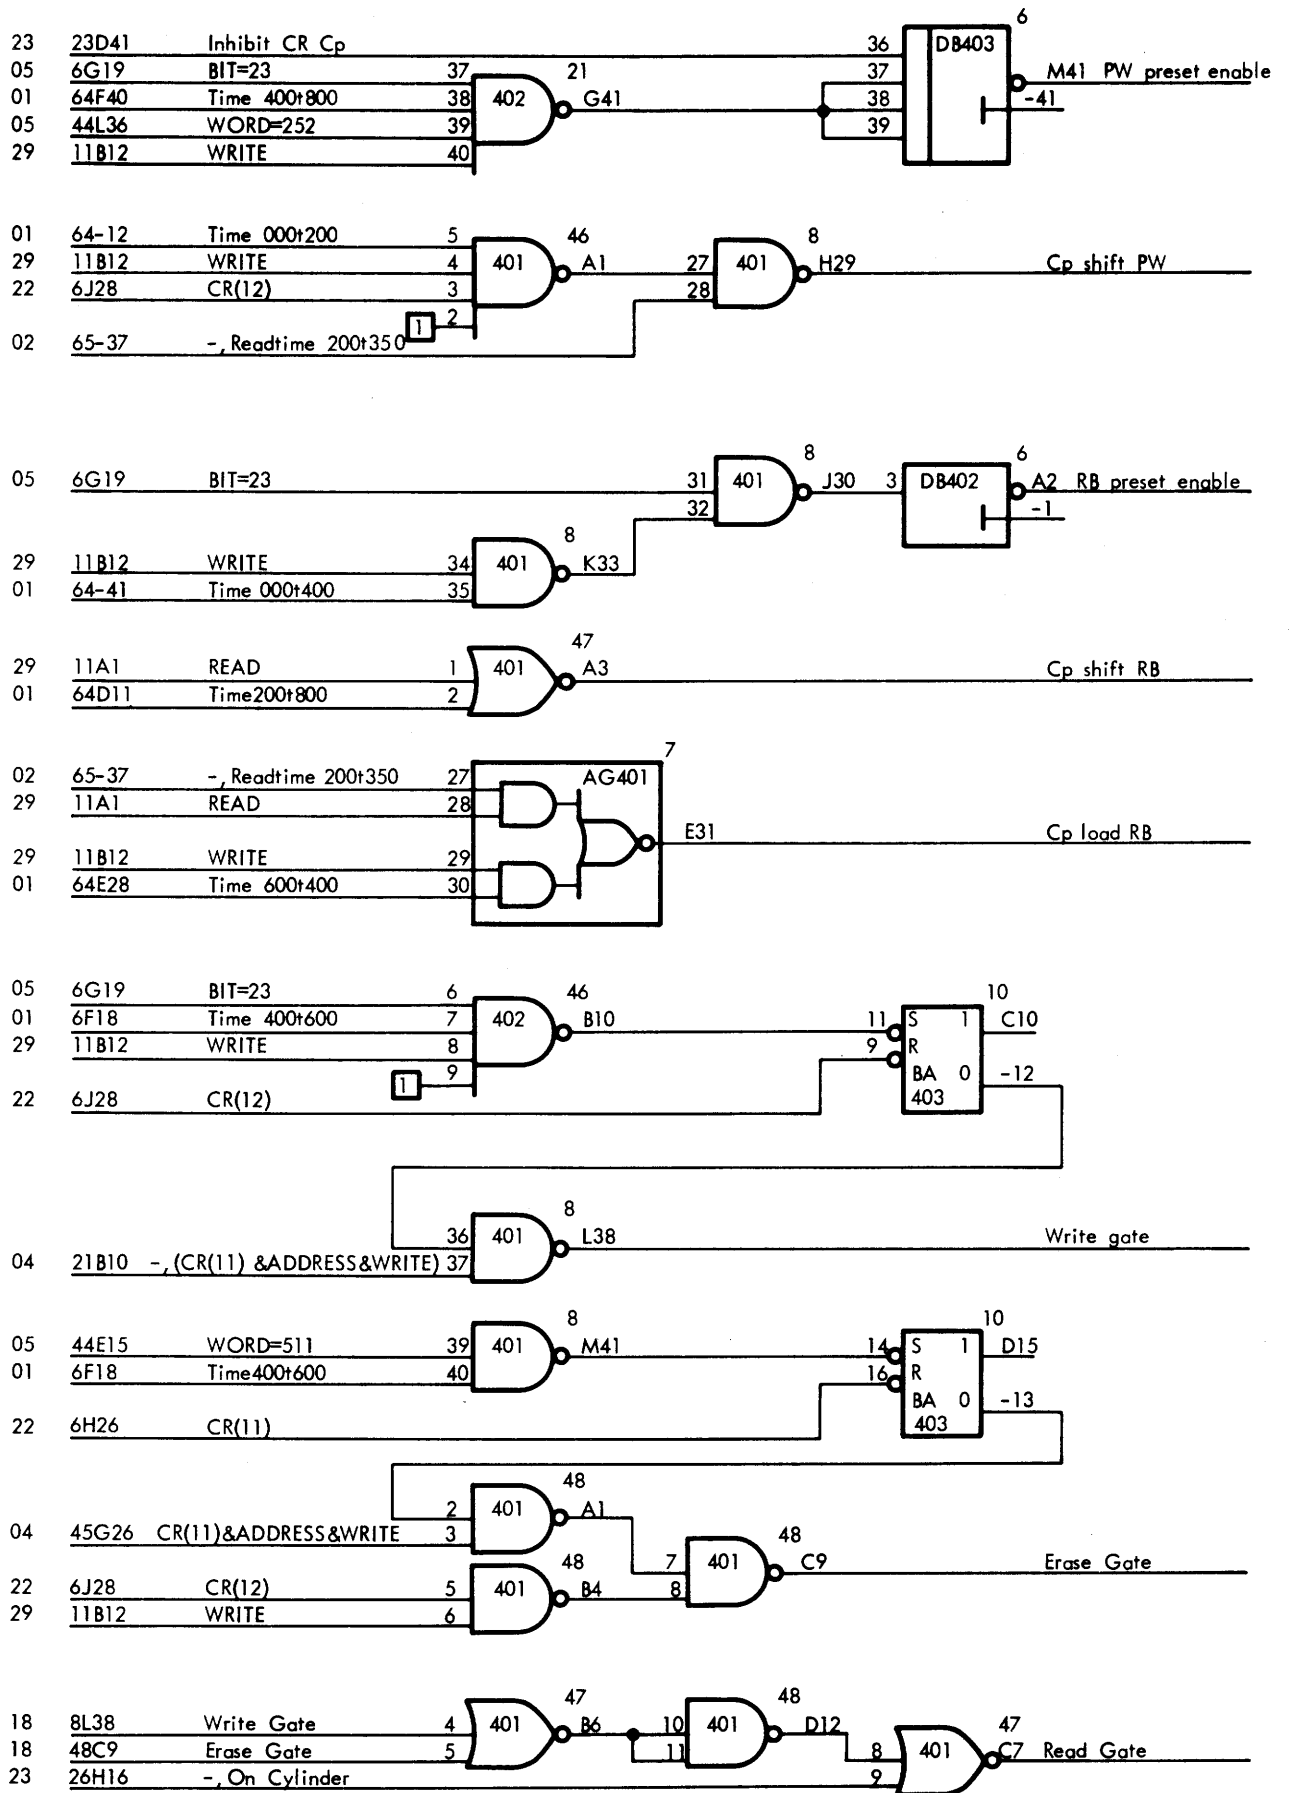 6
23 23D41 Inhibit CR Cp 36 DB403
05 6G19 BIT=23 37 21 37 M41 PW preset enable
01 64F40 Time 400t800 38 402 G41 38 -41
05 44L36 WORD=252 39 39
29 11B12 WRITE 40
01 64-12 Time 000t200 5 46 8
29 11B12 WRITE 4 401 A1 27 401 H29 Cp shift PW
22 6J28 CR(12) 3 28
1 2
02 65-37 -,Readtime 200t350
8 6
05 6G19 BIT=23 31 401 J30 3 DB402 A2 RB preset enable
32 -1
8
29 11B12 WRITE 34 401 K33
01 64-41 Time 000t400 35
47
29 11A1 READ 1 401 A3 Cp shift RB
01 64D11 Time200t800 2
7
02 65-37 -,Readtime 200t350 27 AG401
29 11A1 READ 28
E31 Cp load RB
29 11B12 WRITE 29
01 64E28 Time 600t400 30
05 6G19 BIT=23 6 46 10
01 6F18 Time 400t600 7 402 B10 11 S 1 C10
29 11B12 WRITE 8 9 R
1 9 BA 0 -12
22 6J28 CR(12) 403
8
36 401 L38 Write gate
04 21B10 -,(CR(11) &ADDRESS&WRITE) 37
8 10
05 44E15 WORD=511 39 401 M41 14 S 1 D15
01 6F18 Time400t600 40 16 R
BA 0 -13
22 6H26 CR(11) 403
48
2 401 A1
04 45G26 CR(11)&ADDRESS&WRITE 3 48
48 7 401 C9 Erase Gate
22 6J28 CR(12) 5 401 B4 8
29 11B12 WRITE 6
47 48
18 8L38 Write Gate 4 401 B6 10 401 D12 47
18 48C9 Erase Gate 5 11 8 401 C7 Read Gate
23 26H16 -,On Cylinder 9